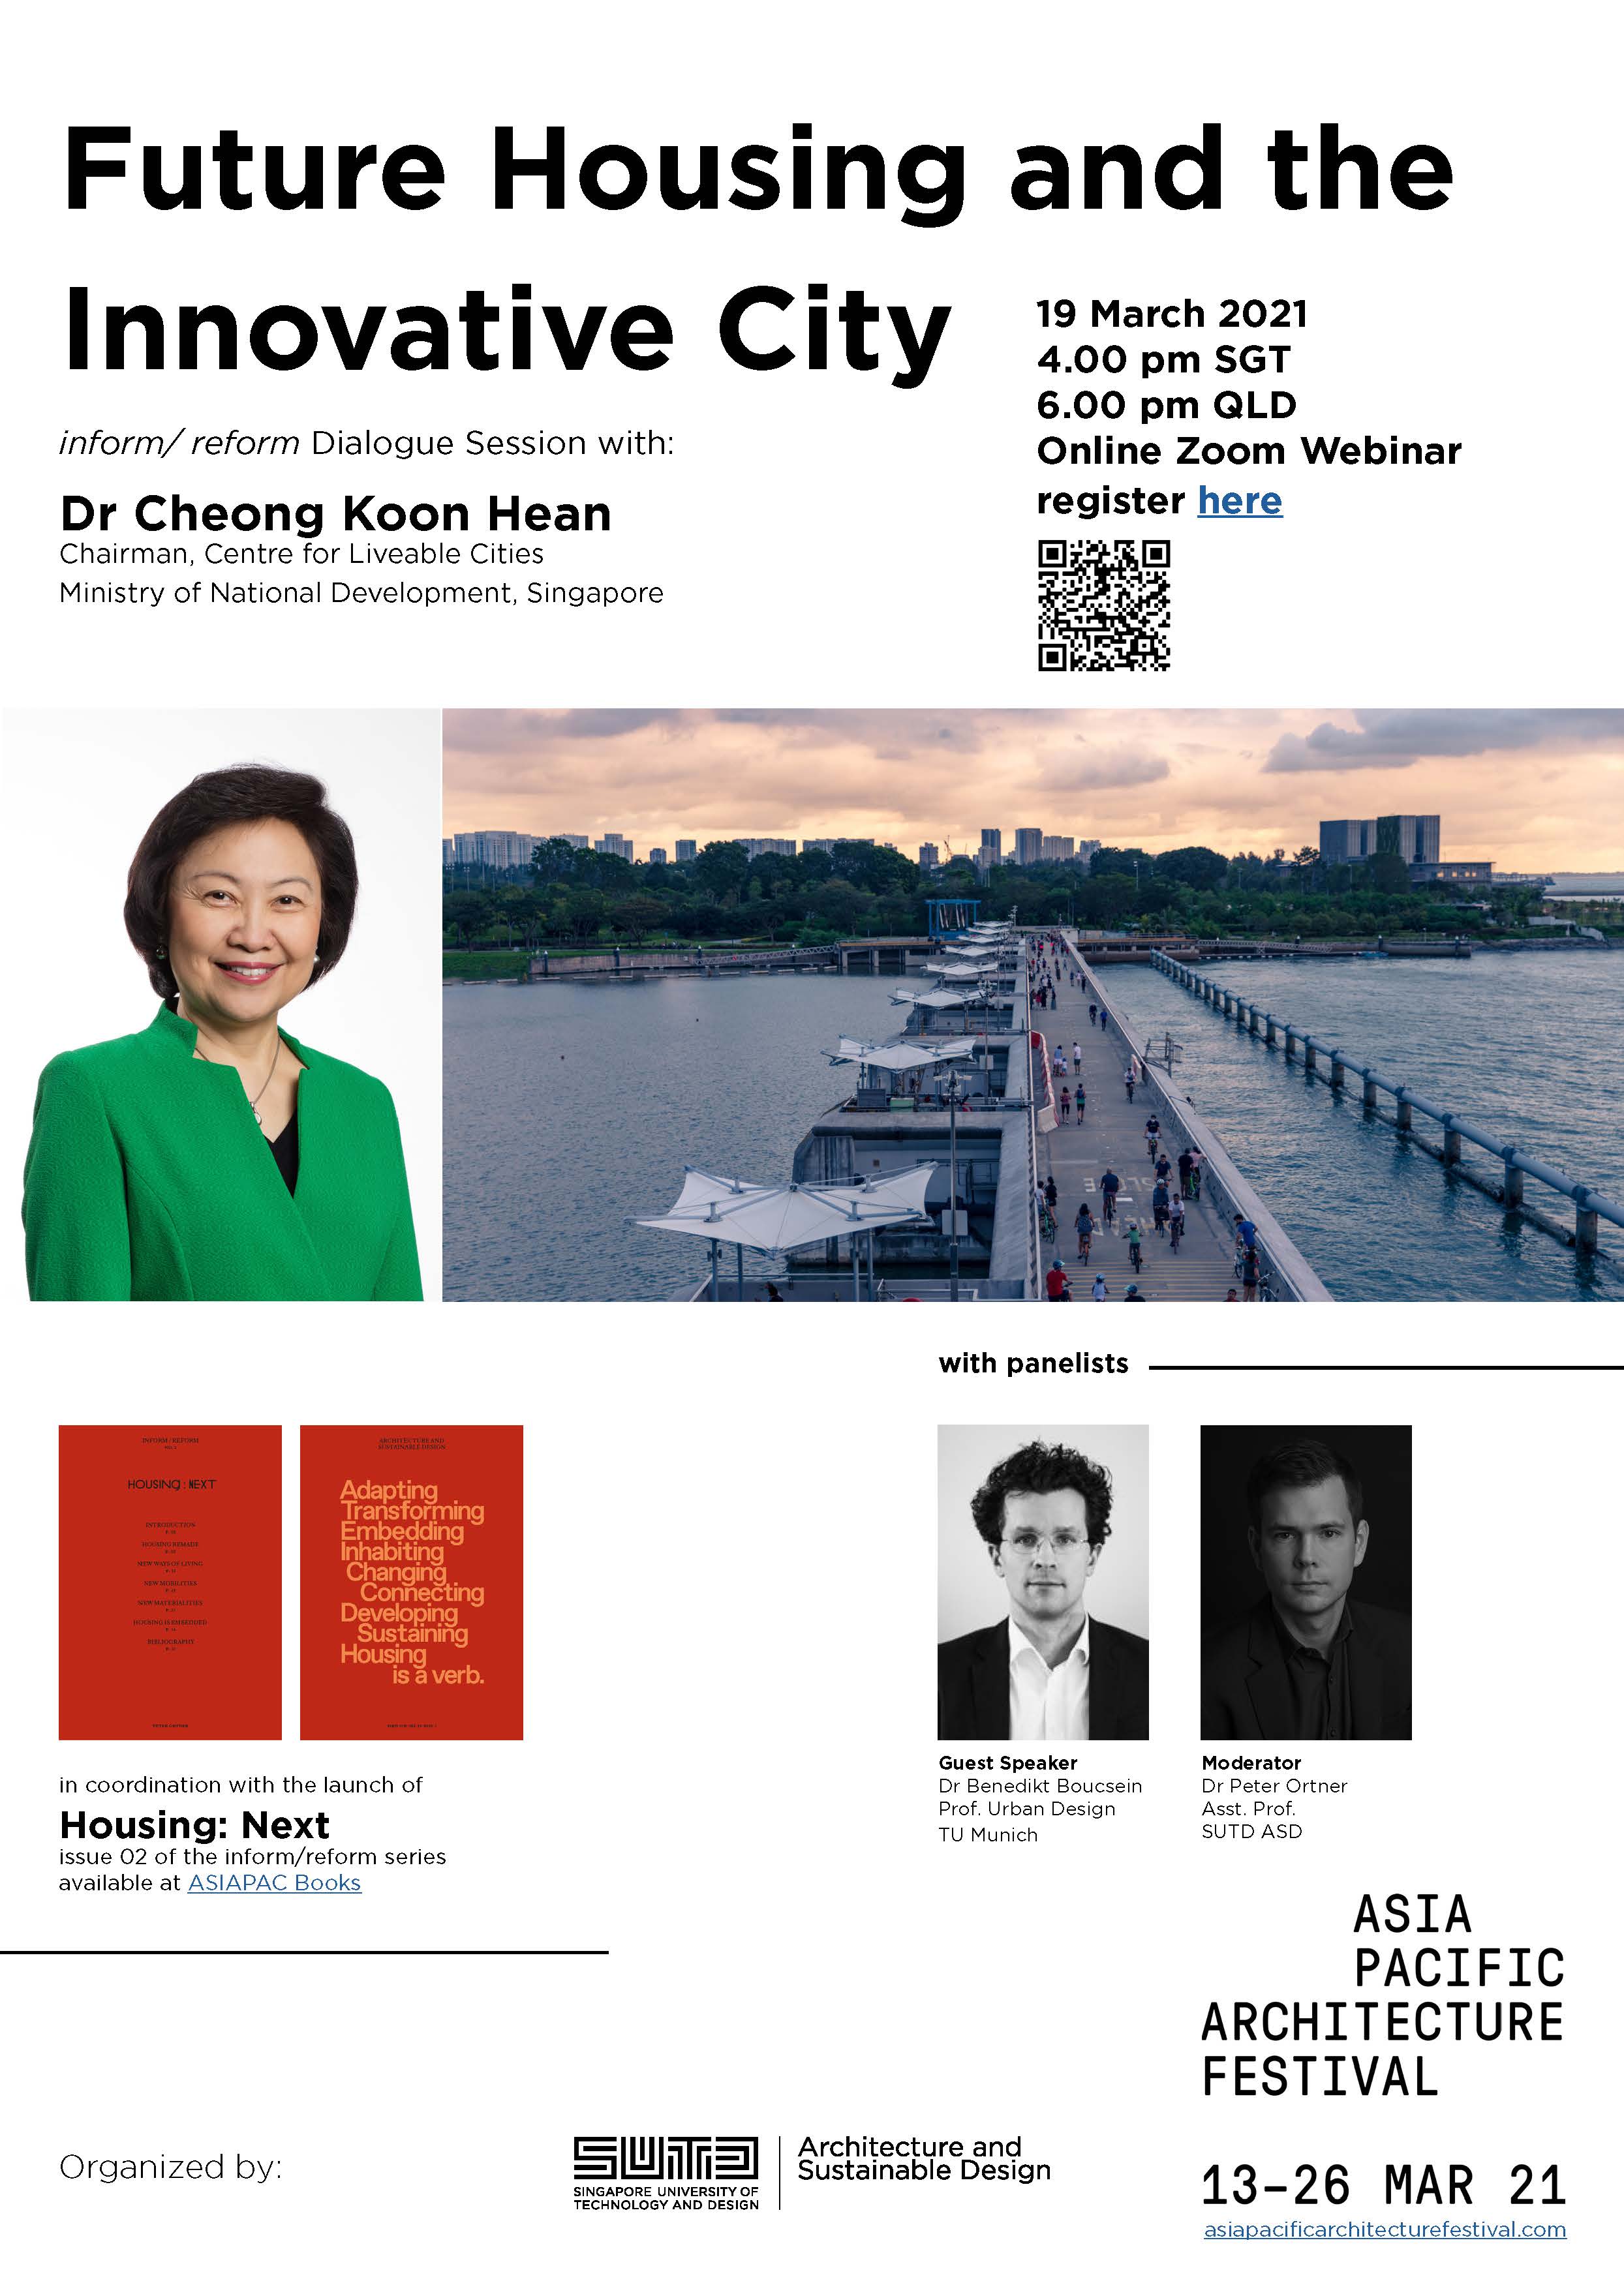 Future Housing and the
Innovative City
19 March 2021
4.00 pm SGT
6.00 pm QLD
Online Zoom Webinar
register here
inform/ reform Dialogue Session with:
Dr Cheong Koon Hean
Chairman, Centre for Liveable Cities
Ministry of National Development, Singapore
with panelists
INFORM / REFORM
HOUSING : NEXT
INTRODUCTION
HOUSING REMADE
NEW WAYS OF LIVING
NEW MOBILITIES
NEW MATERIALITIES
HOUSING IS EMBEDDED
BIBLIOGRAPHY
PETER ORTNER
ARCHITECTURE AND
SUSTAINABLE DESIGN
Adapting
Transforming
Embedding
Inhabiting
Changing
Connecting
Developing
Sustaining
Housing
is a verb.
Guest Speaker
Dr Benedikt Boucsein
Prof. Urban Design
TU Munich
Moderator
Dr Peter Ortner
Asst. Prof.
SUTD ASD
in coordination with the launch of
Housing: Next
issue 02 of the inform/reform series
available at ASIAPAC Books
ASIA
PACIFIC
ARCHITECTURE
FESTIVAL
Organized by:
SUTD
SINGAPORE UNIVERSITY OF
TECHNOLOGY AND DESIGN
Architecture and
Sustainable Design
13-26 MAR 21
asiapacificarchitecturefestival.com